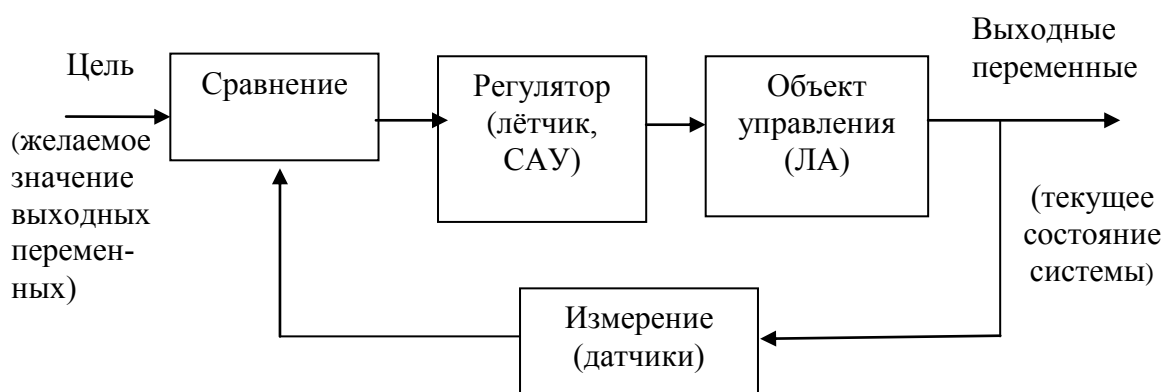 Цель
(желаемое
значение
выходных
перемен-
ных)
Сравнение
Регулятор
(лётчик,
САУ)
Объект
управления
(ЛА)
Выходные
переменные
(текущее
состояние
системы)
Измерение
(датчики)